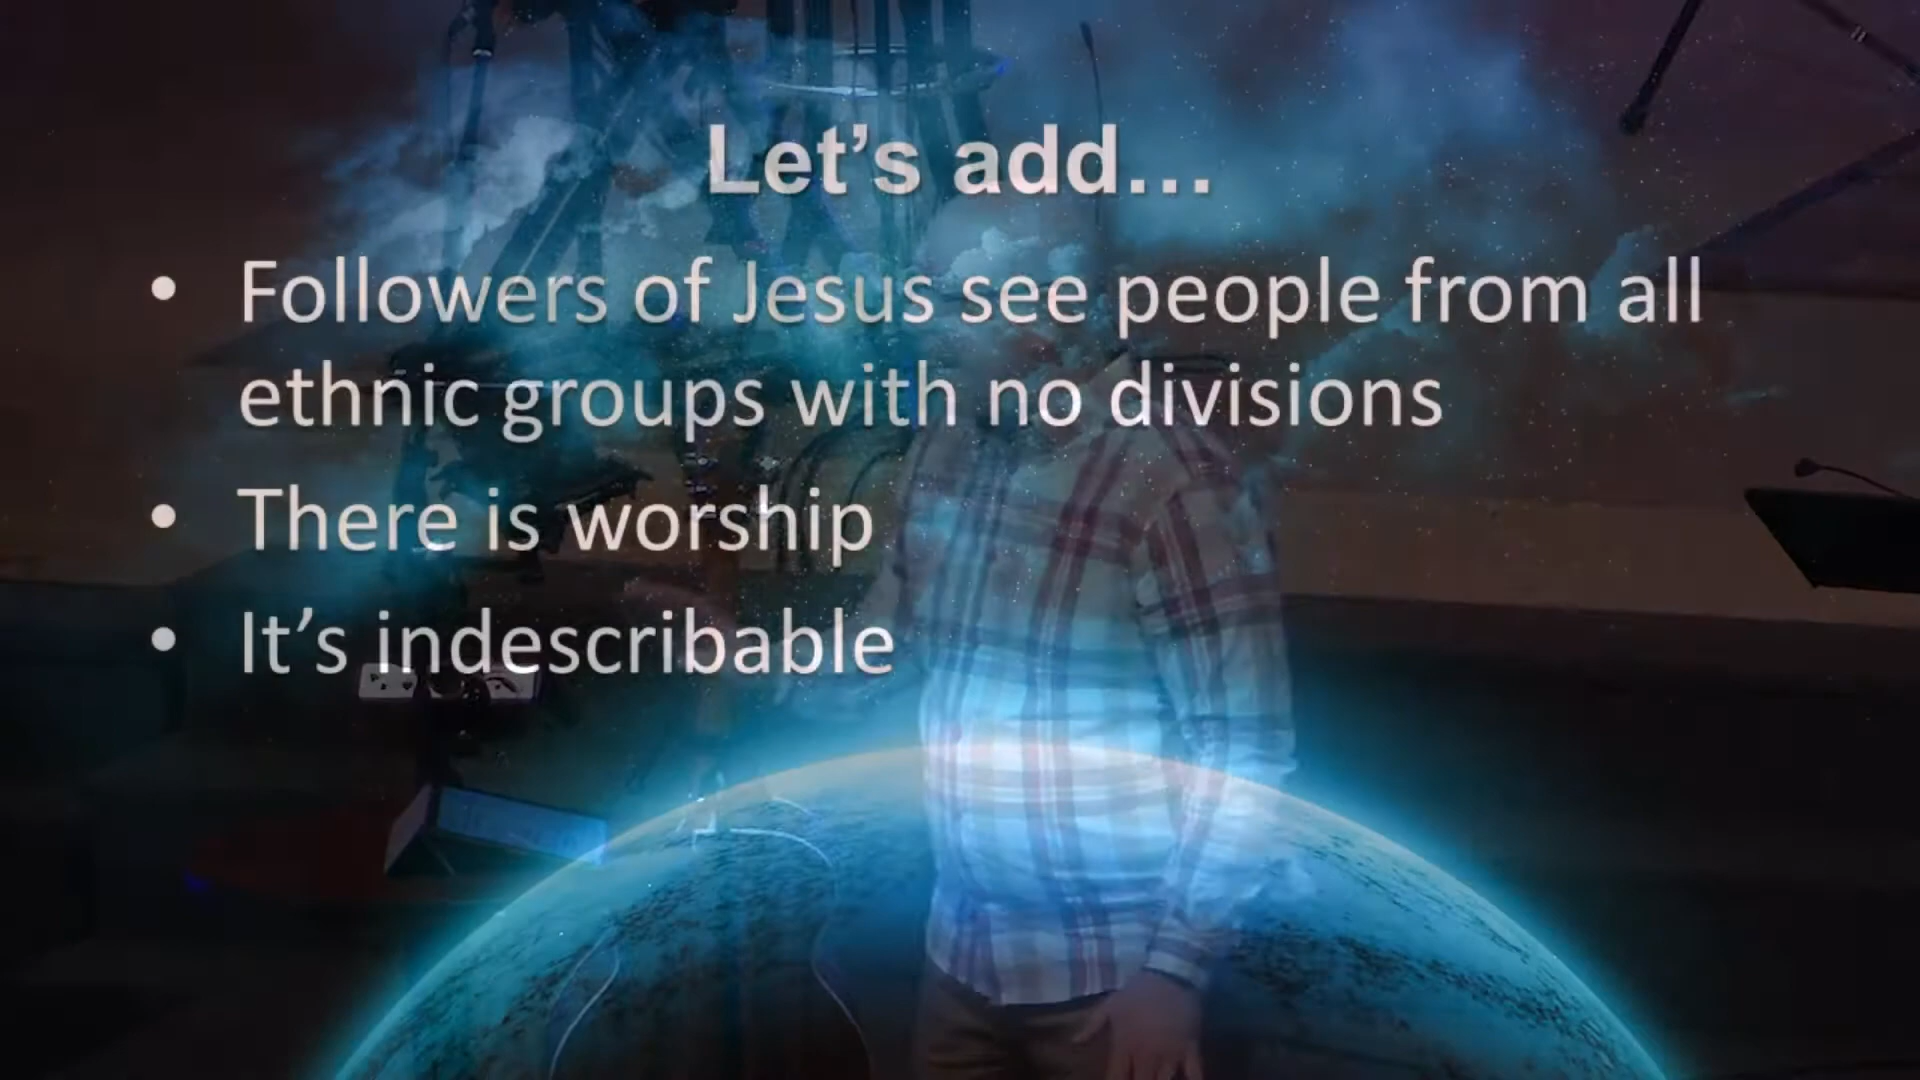 Let’s add…
• Followers of Jesus see people from all
ethnic groups with no divisions
• There is worship
• It’s indescribable